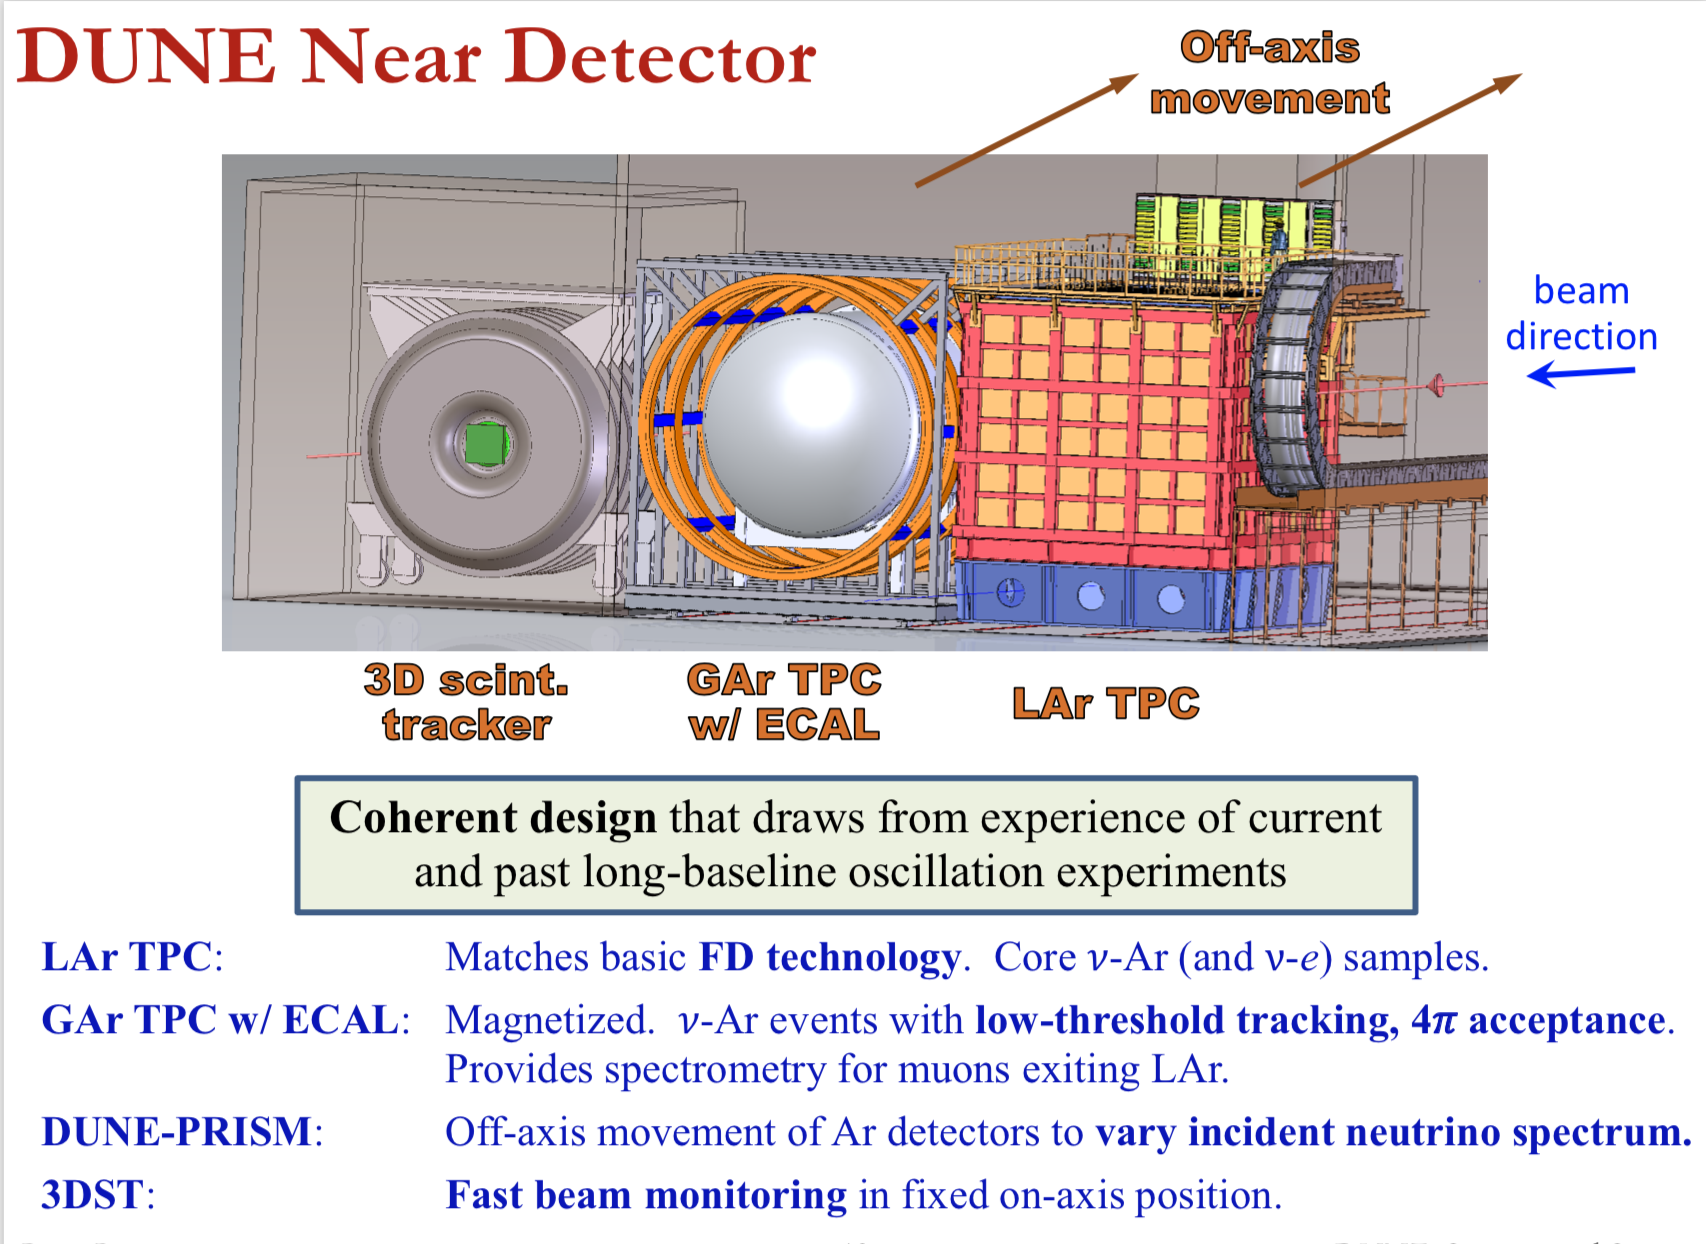 DUNE Near Detector
Off-axis
movement
beam
direction
3D scint.
tracker
GAr TPC
w/ ECAL
LAr TPC
Coherent design that draws from experience of current
and past long-baseline oscillation experiments
LAr TPC: Matches basic FD technology. Core ν-Ar (and ν-e) samples.
GAr TPC w/ ECAL: Magnetized. ν-Ar events with low-threshold tracking, 4π acceptance.
Provides spectrometry for muons exiting LAr.
DUNE-PRISM: Off-axis movement of Ar detectors to vary incident neutrino spectrum.
3DST: Fast beam monitoring in fixed on-axis position.